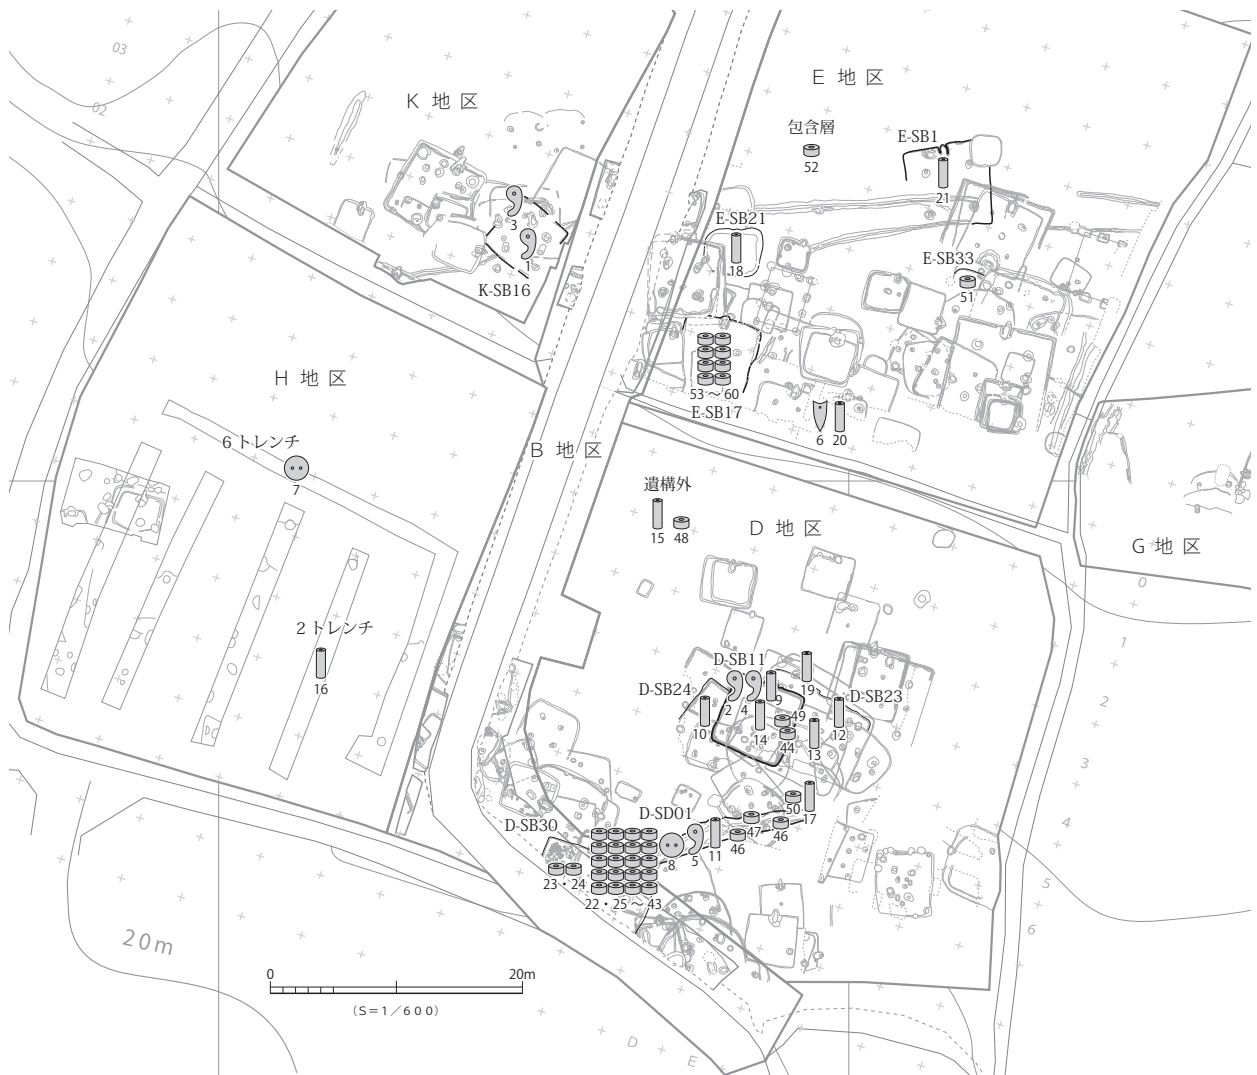 03
02
K 地 区
E 地 区
包含層
52
E-SB1
21
3
1
K-SB16
E-SB21
18
E-SB33
51
H 地 区
53～60
E-SB17
6
20
6トレンチ
7
B 地 区
遺構外
15
48
D 地 区
G 地 区
0
1
2
3
4
5
6
2トレンチ
16
D-SB11
D-SB24
D-SB23
2
4
9
19
10
14
49
44
13
12
50
17
D-SD01
D-SB30
47
46
46
11
5
8
23・24
22・25～43
20m
0
20m
(S=1/600)
D
E